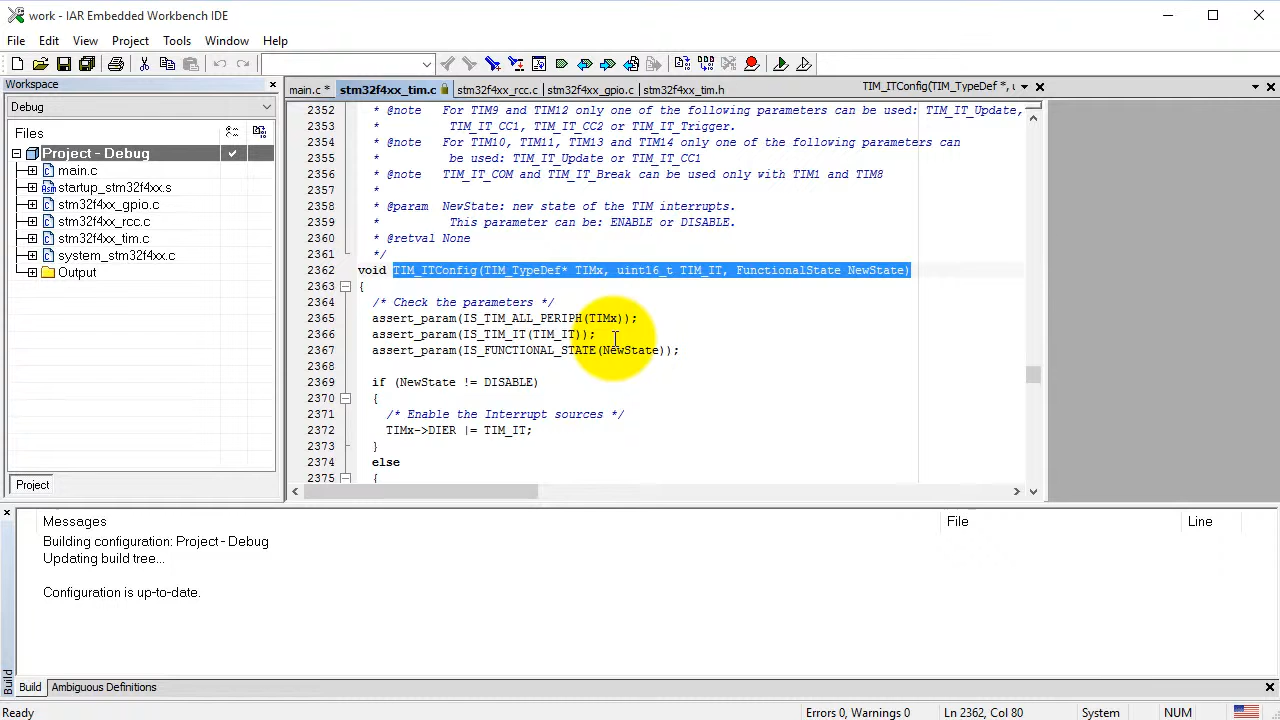 work - IAR Embedded Workbench IDE
File Edit View Project Tools Window Help
Workspace
main.c * stm32f4xx_tim.c stm32f4xx_rcc.c stm32f4xx_gpio.c stm32f4xx_tim.h TIM_ITConfig(TIM_TypeDef *, u
Debug
Files
Project - Debug
main.c
startup_stm32f4xx.s
stm32f4xx_gpio.c
stm32f4xx_rcc.c
stm32f4xx_tim.c
system_stm32f4xx.c
Output
Project
2352 * @note For TIM9 and TIM12 only one of the following parameters can be used: TIM_IT_Update,
2353 * TIM_IT_CC1, TIM_IT_CC2 or TIM_IT_Trigger.
2354 * @note For TIM10, TIM11, TIM13 and TIM14 only one of the following parameters can
2355 * be used: TIM_IT_Update or TIM_IT_CC1
2356 * @note TIM_IT_COM and TIM_IT_Break can be used only with TIM1 and TIM8
2357 *
2358 * @param NewState: new state of the TIM interrupts.
2359 * This parameter can be: ENABLE or DISABLE.
2360 * @retval None
2361 */
2362 void TIM_ITConfig(TIM_TypeDef* TIMx, uint16_t TIM_IT, FunctionalState NewState)
2363 {
2364 /* Check the parameters */
2365 assert_param(IS_TIM_ALL_PERIPH(TIMx));
2366 assert_param(IS_TIM_IT(TIM_IT));
2367 assert_param(IS_FUNCTIONAL_STATE(NewState));
2368
2369 if (NewState != DISABLE)
2370 {
2371 /* Enable the Interrupt sources */
2372 TIMx->DIER |= TIM_IT;
2373 }
2374 else
2375 {
Messages File Line
Building configuration: Project - Debug
Updating build tree...
Configuration is up-to-date.
Build
Build Ambiguous Definitions
Ready Errors 0, Warnings 0 Ln 2362, Col 80 System NUM